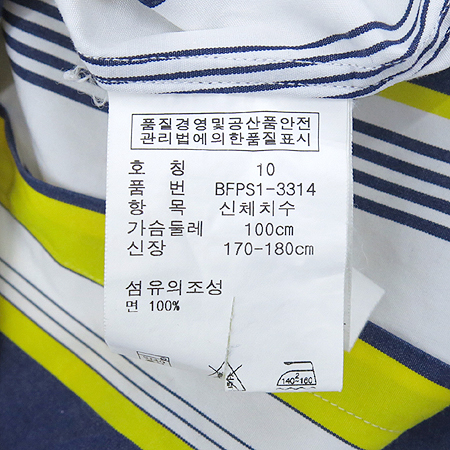 품질경영및공산품안전
관리법에의한품질표시
호 칭 10
품 번 BFPS1-3314
항 목 신체치수
가슴둘레 100cm
신장 170-180cm
섬유의조성
면 100%
2
140-160